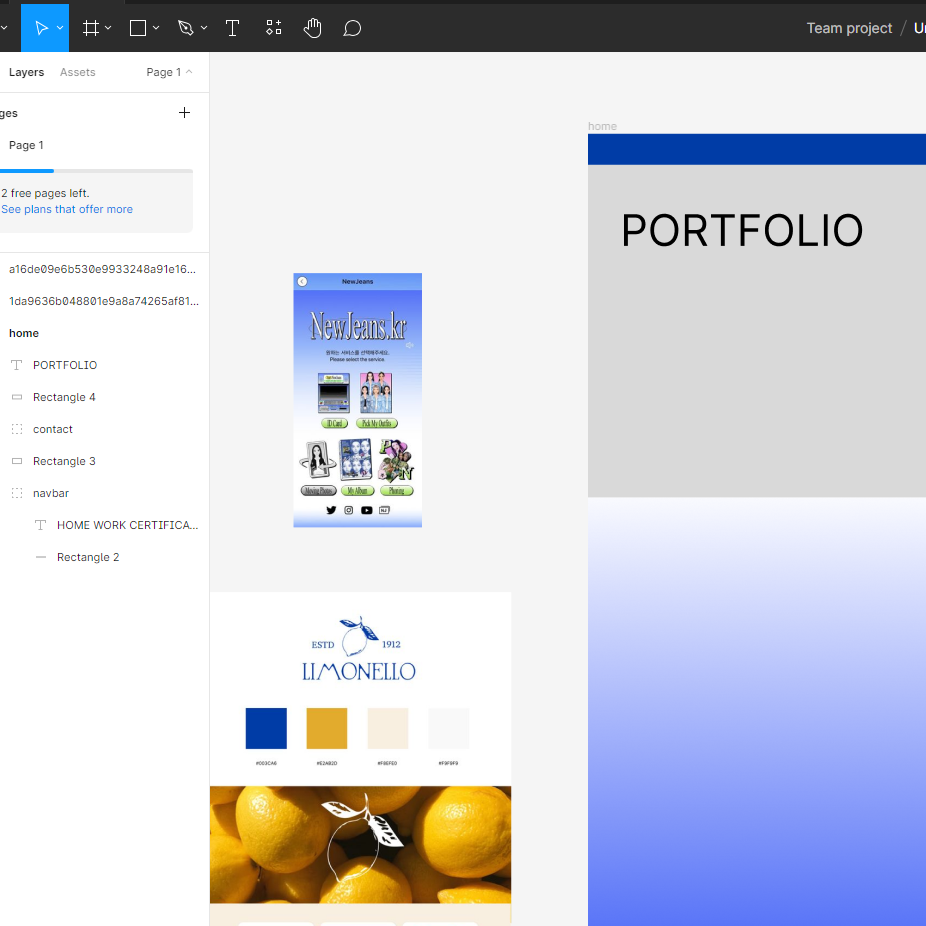 Team project / Ur
Layers Assets Page 1
ges
Page 1
2 free pages left.
See plans that offer more
a16de09e6b530e9933248a91e16...
1da9636b048801e9a8a74265af81...
home
PORTFOLIO
Rectangle 4
contact
Rectangle 3
navbar
HOME WORK CERTIFICA...
Rectangle 2
home
PORTFOLIO
NewJeans
NewJeans.kr
원하는 서비스를 선택해주세요.
Please select the service.
ID Card
Pick My Outfits
Moving Photos
My Album
Phoning
ESTD 1912
LIMONELLO
#003CA6
#E2AB2D
#F8EFE0
#F9F9F9